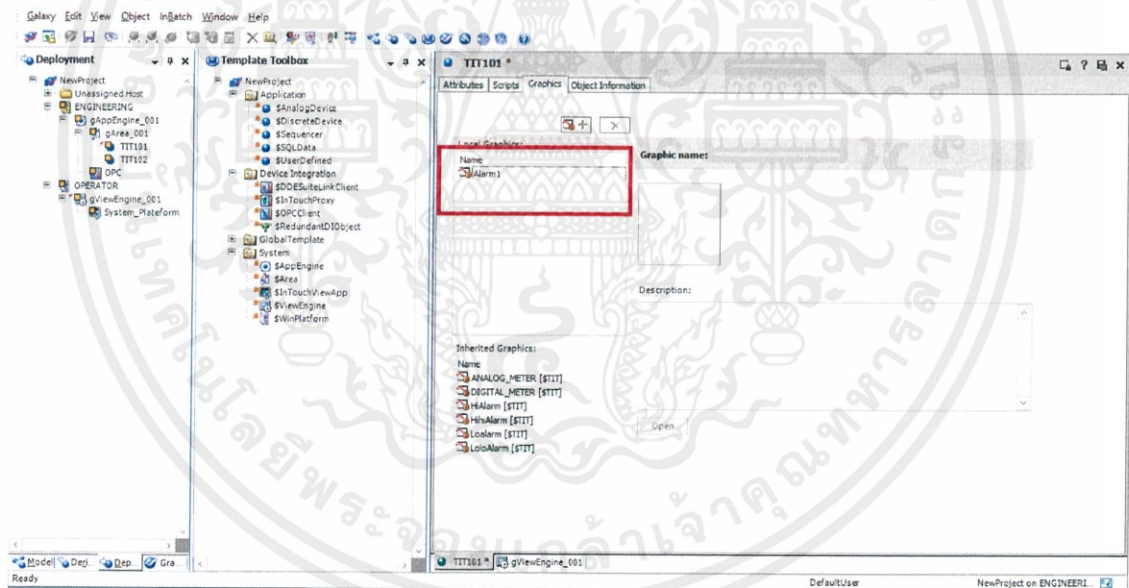 Galaxy Edit View Object InBatch Window Help
Deployment
NewProject
Unassigned Host
ENGINEERING
gAppEngine_001
gArea_001
TIT101
TIT102
OPC
OPERATOR
gViewEngine_001
System_Plateform
Model
Deri...
Dep...
Gra...
Template Toolbox
NewProject
Application
$AnalogDevice
$DiscreteDevice
$Sequencer
$SQLData
$UserDefined
Device Integration
$DDESuiteLinkClient
$InTouchProxy
$OPCClient
$RedundantDIObject
GlobalTemplate
System
$AppEngine
$Area
$InTouchViewApp
$ViewEngine
$WinPlatform
TIT101 *
Attributes Scripts Graphics Object Information
Local Graphics:
Name
Alarm1
Graphic name:
Description:
Inherited Graphics:
Name
ANALOG_METER [$TIT]
DIGITAL_METER [$TIT]
HiAlarm [$TIT]
HihiAlarm [$TIT]
Loalarm [$TIT]
LoloAlarm [$TIT]
Open
TIT101 * gViewEngine_001
Ready
DefaultUser
NewProject on ENGINEERI...